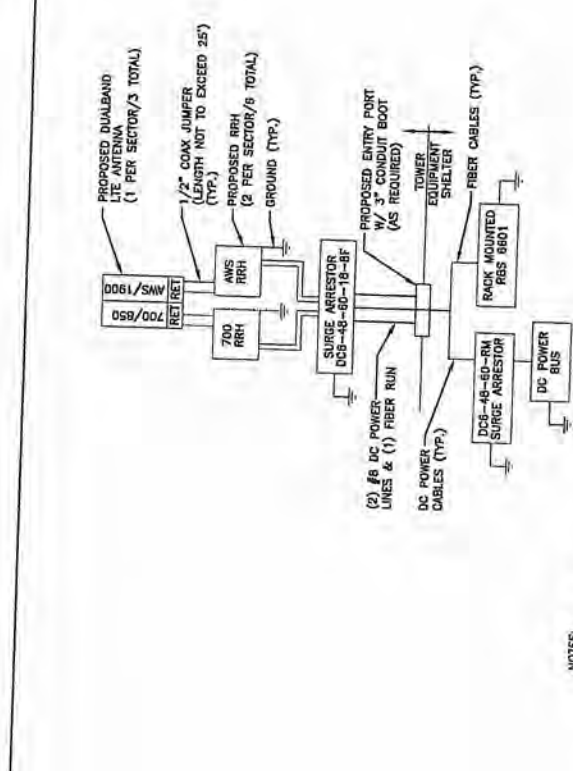 PROPOSED DUALBAND
LTE ANTENNA
(1 PER SECTOR/3 TOTAL)
700/850
AWS/1900
RET
RET
1/2" COAX JUMPER
(LENGTH NOT TO EXCEED 25')
(TYP.)
PROPOSED RRH
(2 PER SECTOR/6 TOTAL)
GROUND (TYP.)
700
RRH
AWS
RRH
SURGE ARRESTOR
DC6-48-60-18-8F
(2) #8 DC POWER
LINES & (1) FIBER RUN
PROPOSED ENTRY PORT
W/ 3" CONDUIT BOOT
(AS REQUIRED)
TOWER
EQUIPMENT
SHELTER
FIBER CABLES (TYP.)
DC POWER
CABLES (TYP.)
DC6-48-60-RM
SURGE ARRESTOR
RACK MOUNTED
RBS 6601
DC POWER
BUS
NOTES: